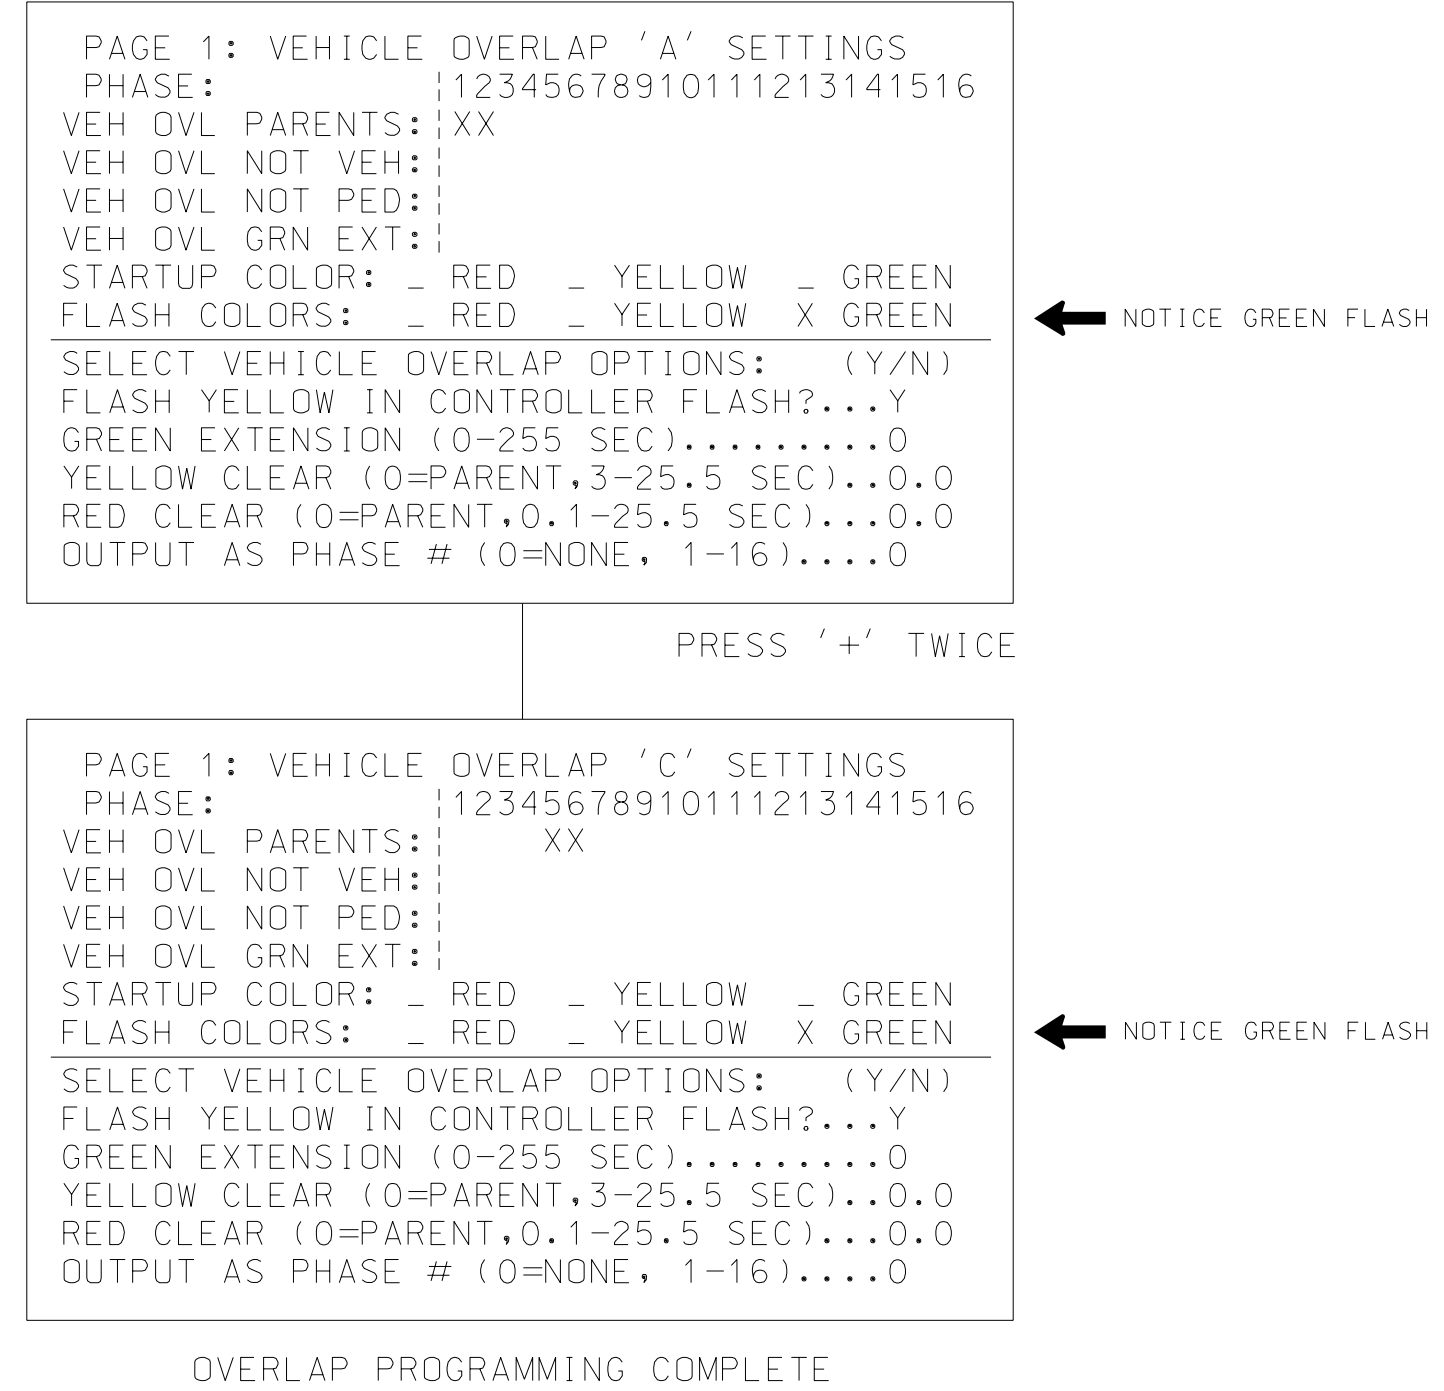 PAGE 1: VEHICLE OVERLAP 'A' SETTINGS
PHASE: |12345678910111213141516
VEH OVL PARENTS:|XX
VEH OVL NOT VEH:|
VEH OVL NOT PED:|
VEH OVL GRN EXT:|
STARTUP COLOR: _ RED _ YELLOW _ GREEN
FLASH COLORS: _ RED _ YELLOW X GREEN
NOTICE GREEN FLASH
SELECT VEHICLE OVERLAP OPTIONS: (Y/N)
FLASH YELLOW IN CONTROLLER FLASH?...Y
GREEN EXTENSION (0-255 SEC).........0
YELLOW CLEAR (0=PARENT,3-25.5 SEC)..0.0
RED CLEAR (0=PARENT,0.1-25.5 SEC)...0.0
OUTPUT AS PHASE # (0=NONE, 1-16)....0
PRESS '+' TWICE
PAGE 1: VEHICLE OVERLAP 'C' SETTINGS
PHASE: |12345678910111213141516
VEH OVL PARENTS:| XX
VEH OVL NOT VEH:|
VEH OVL NOT PED:|
VEH OVL GRN EXT:|
STARTUP COLOR: _ RED _ YELLOW _ GREEN
FLASH COLORS: _ RED _ YELLOW X GREEN
NOTICE GREEN FLASH
SELECT VEHICLE OVERLAP OPTIONS: (Y/N)
FLASH YELLOW IN CONTROLLER FLASH?...Y
GREEN EXTENSION (0-255 SEC).........0
YELLOW CLEAR (0=PARENT,3-25.5 SEC)..0.0
RED CLEAR (0=PARENT,0.1-25.5 SEC)...0.0
OUTPUT AS PHASE # (0=NONE, 1-16)....0
OVERLAP PROGRAMMING COMPLETE